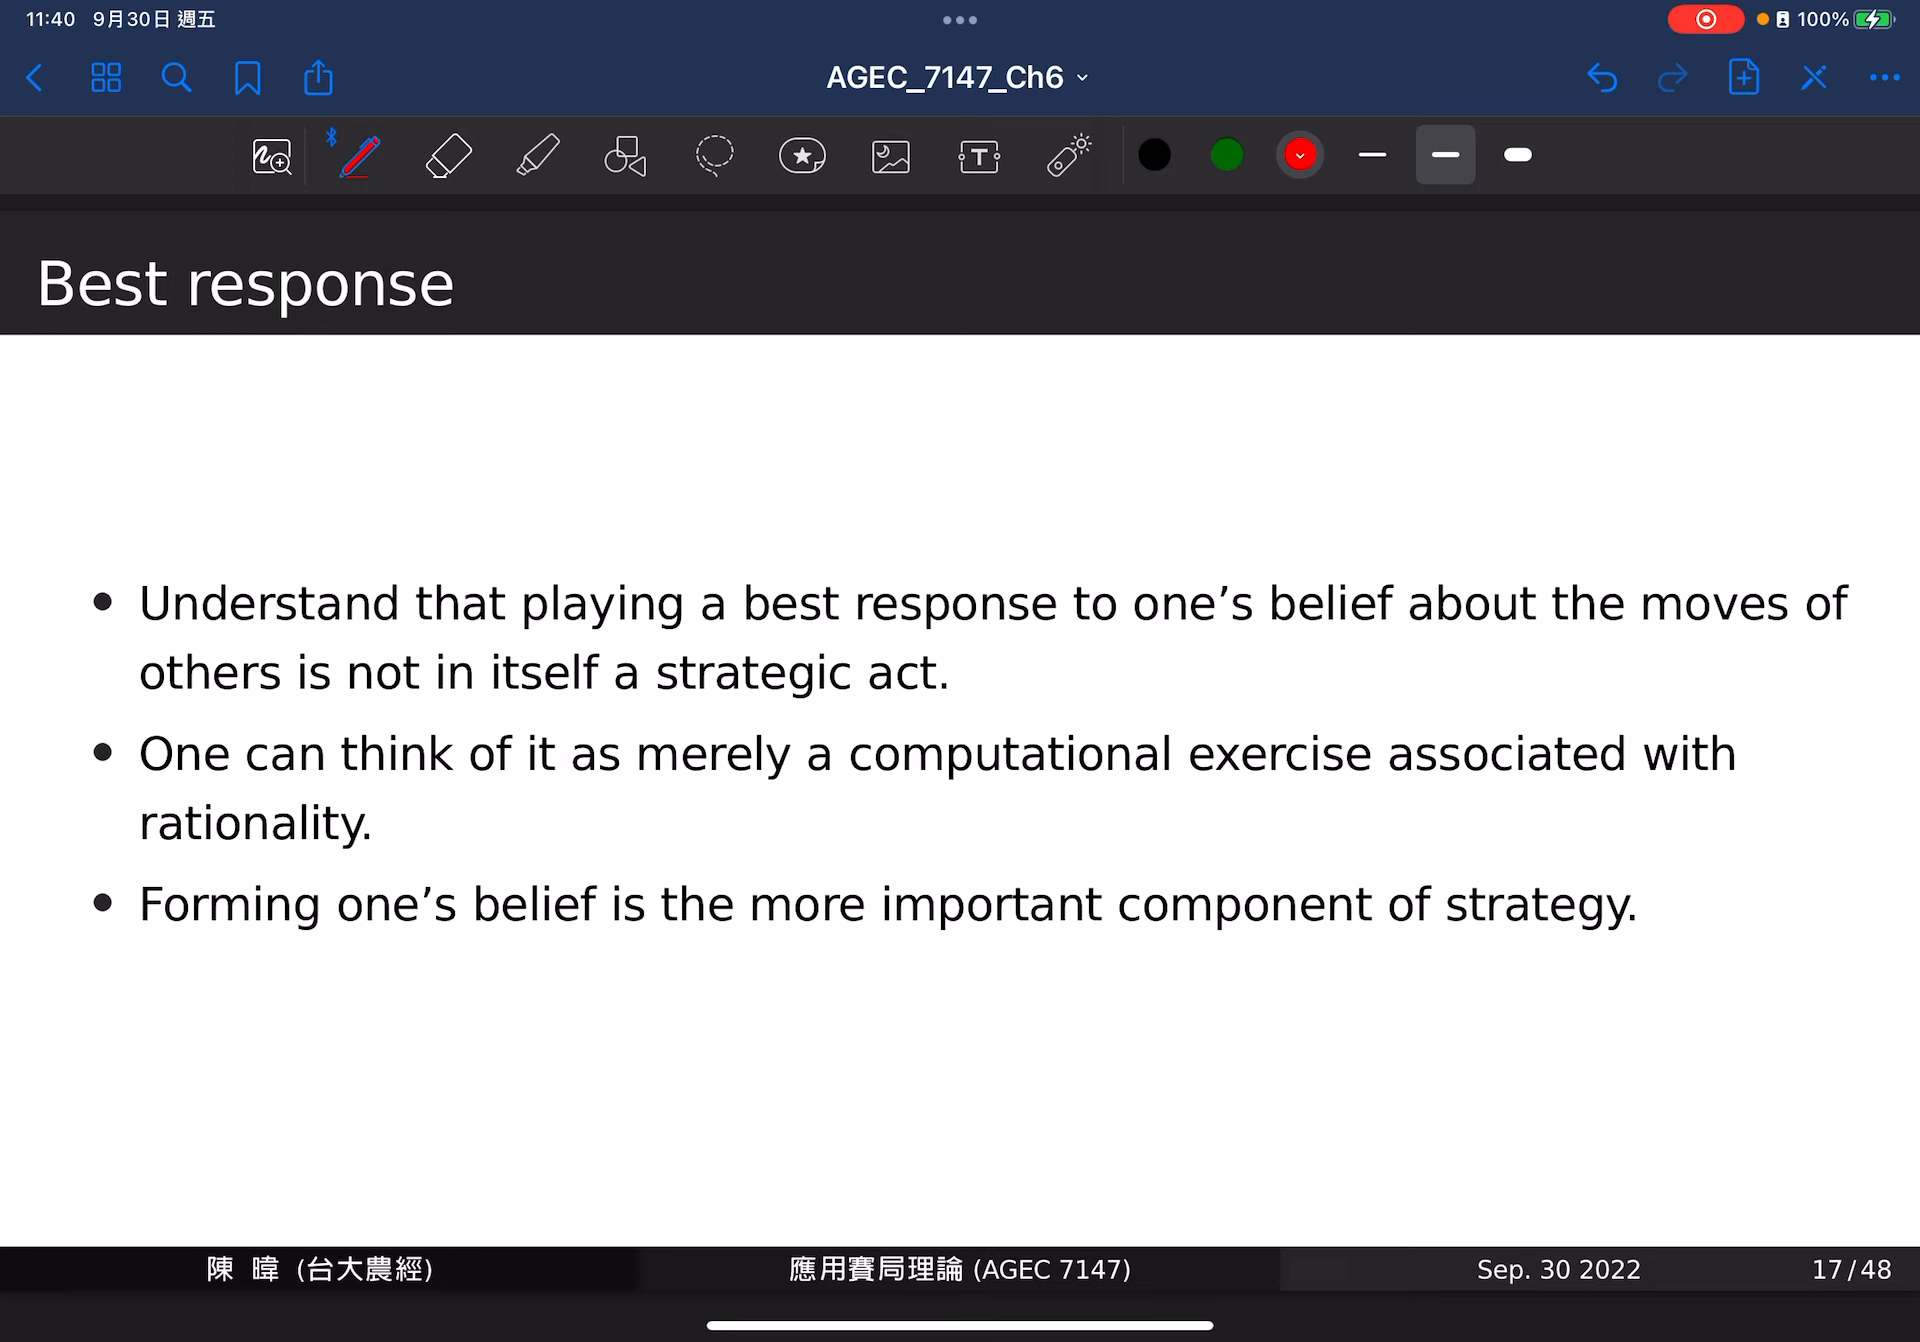 11:40 9月30日 週五
100%
AGEC_7147_Ch6
T
Best response
Understand that playing a best response to one’s belief about the moves of
others is not in itself a strategic act.
One can think of it as merely a computational exercise associated with
rationality.
Forming one’s belief is the more important component of strategy.
陳 暐 (台大農經)
應用賽局理論 (AGEC 7147)
Sep. 30 2022
17/48